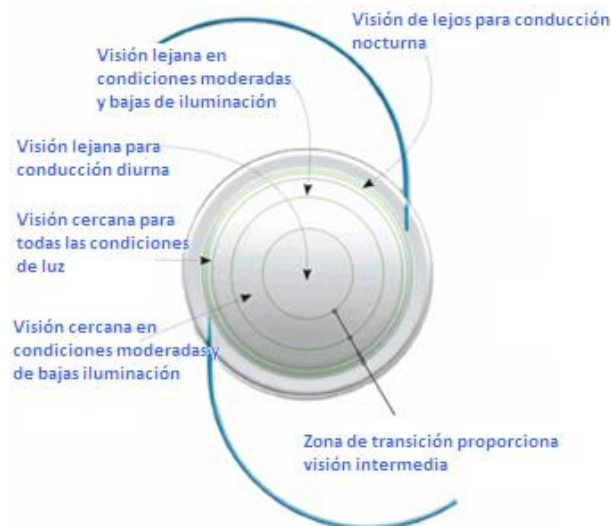 Visión de lejos para conducción
nocturna
Visión lejana en
condiciones moderadas
y bajas de iluminación
Visión lejana para
conducción diurna
Visión cercana para
todas las condiciones
de luz
Visión cercana en
condiciones moderadas y
de bajas iluminación
Zona de transición proporciona
visión intermedia